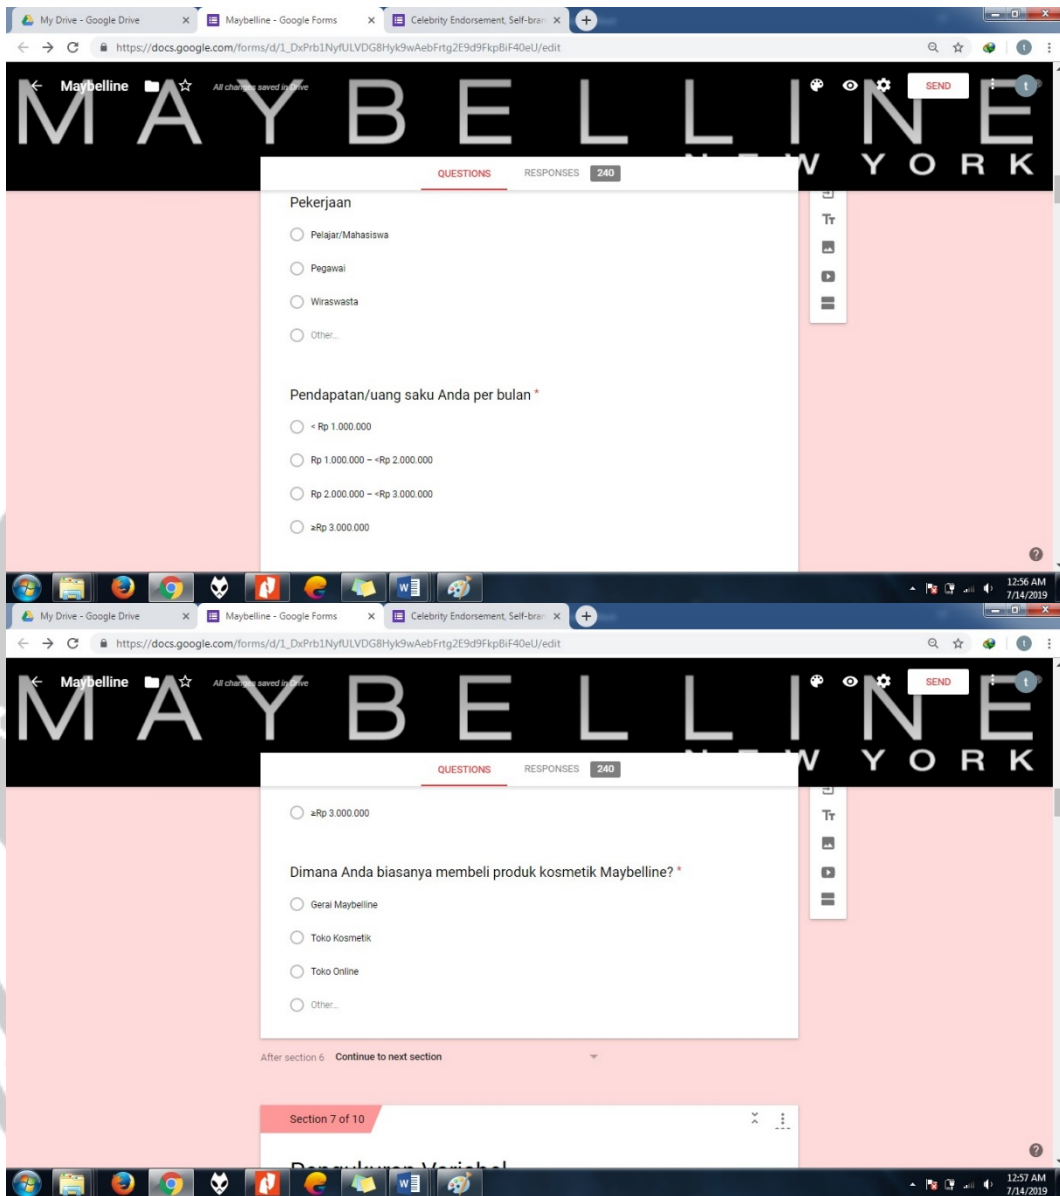 My Drive - Google Drive
Maybelline - Google Forms
Celebrity Endorsement, Self-bran
https://docs.google.com/forms/d/1_DxPrb1NyfULVDG8Hyk9wAebFrtg2E9d9FkpBiF40eU/edit
Maybelline
All changes saved in Drive
SEND
t
MAYBELLINE
NEW YORK
QUESTIONS RESPONSES 240
Pekerjaan
Pelajar/Mahasiswa
Pegawai
Wiraswasta
Other...
Pendapatan/uang saku Anda per bulan *
< Rp 1.000.000
Rp 1.000.000 – <Rp 2.000.000
Rp 2.000.000 – <Rp 3.000.000
≥Rp 3.000.000
12:56 AM
7/14/2019
My Drive - Google Drive
Maybelline - Google Forms
Celebrity Endorsement, Self-bran
https://docs.google.com/forms/d/1_DxPrb1NyfULVDG8Hyk9wAebFrtg2E9d9FkpBiF40eU/edit
Maybelline
All changes saved in Drive
SEND
t
MAYBELLINE
NEW YORK
QUESTIONS RESPONSES 240
≥Rp 3.000.000
Dimana Anda biasanya membeli produk kosmetik Maybelline? *
Gerai Maybelline
Toko Kosmetik
Toko Online
Other...
After section 6 Continue to next section
Section 7 of 10
Pengukuran Variabel
12:57 AM
7/14/2019